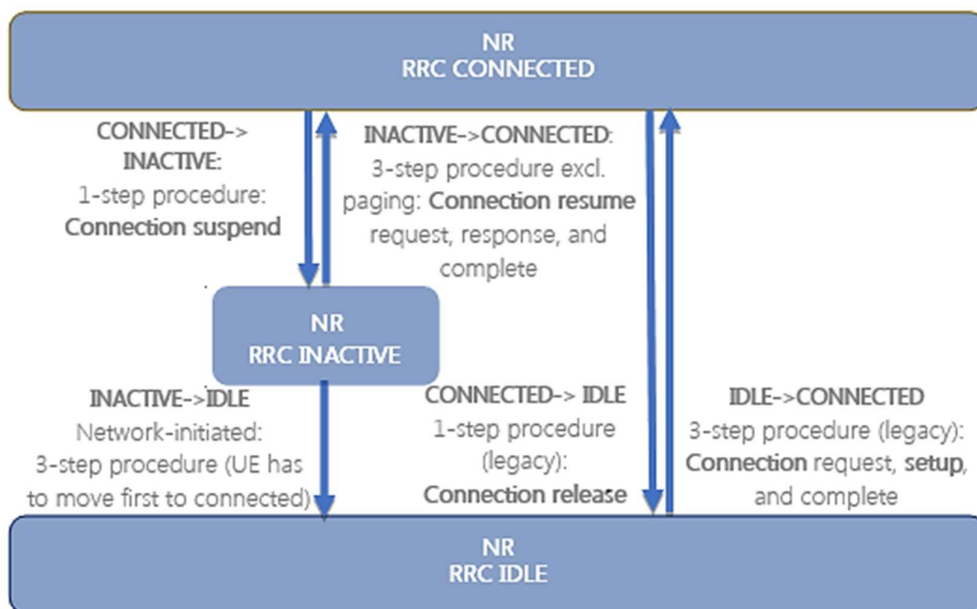 NR
RRC CONNECTED
CONNECTED->
INACTIVE:
1-step procedure:
Connection suspend
INACTIVE->CONNECTED:
3-step procedure excl.
paging: Connection resume
request, response, and
complete
NR
RRC INACTIVE
INACTIVE->IDLE
Network-initiated:
3-step procedure (UE has
to move first to connected)
CONNECTED-> IDLE
1-step procedure
(legacy):
Connection release
IDLE->CONNECTED
3-step procedure (legacy):
Connection request, setup,
and complete
NR
RRC IDLE